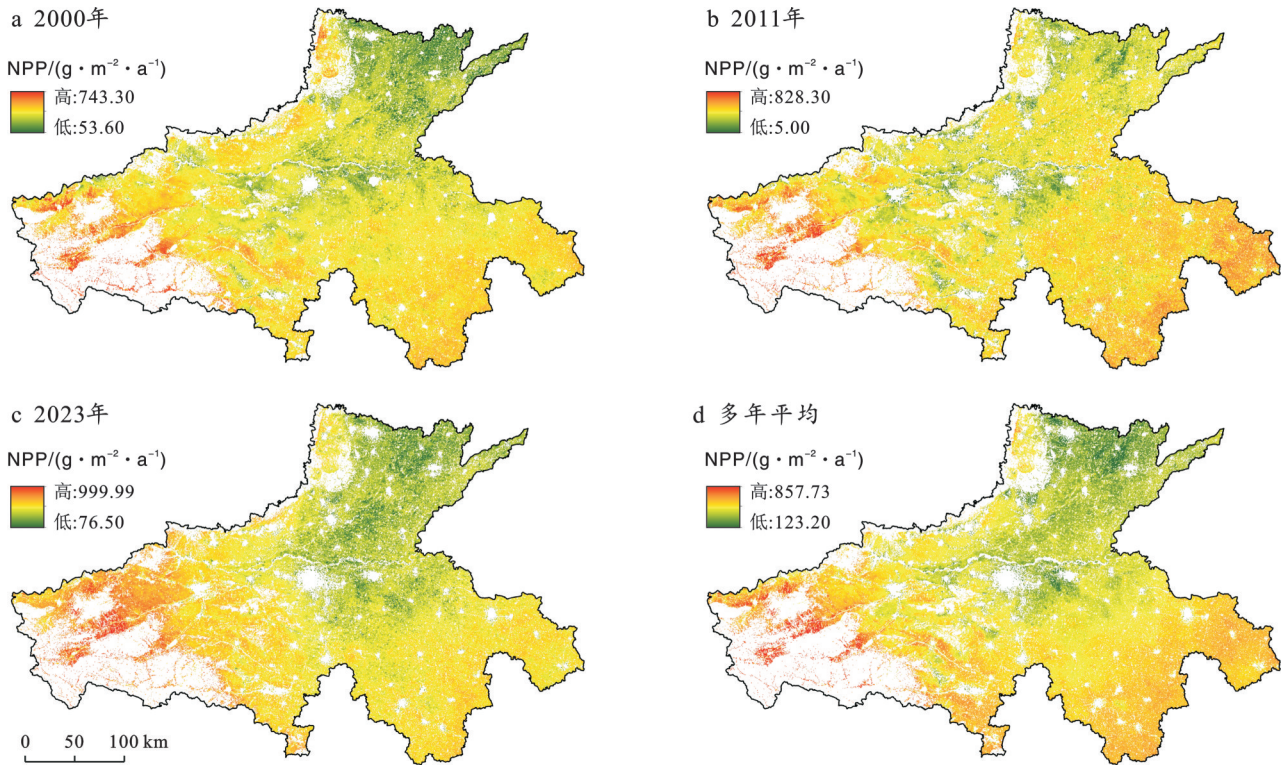 a 2000年
NPP/(g·m⁻²·a⁻¹)
高:743.30
低:53.60
b 2011年
NPP/(g·m⁻²·a⁻¹)
高:828.30
低:5.00
c 2023年
NPP/(g·m⁻²·a⁻¹)
高:999.99
低:76.50
0 50 100 km
d 多年平均
NPP/(g·m⁻²·a⁻¹)
高:857.73
低:123.20